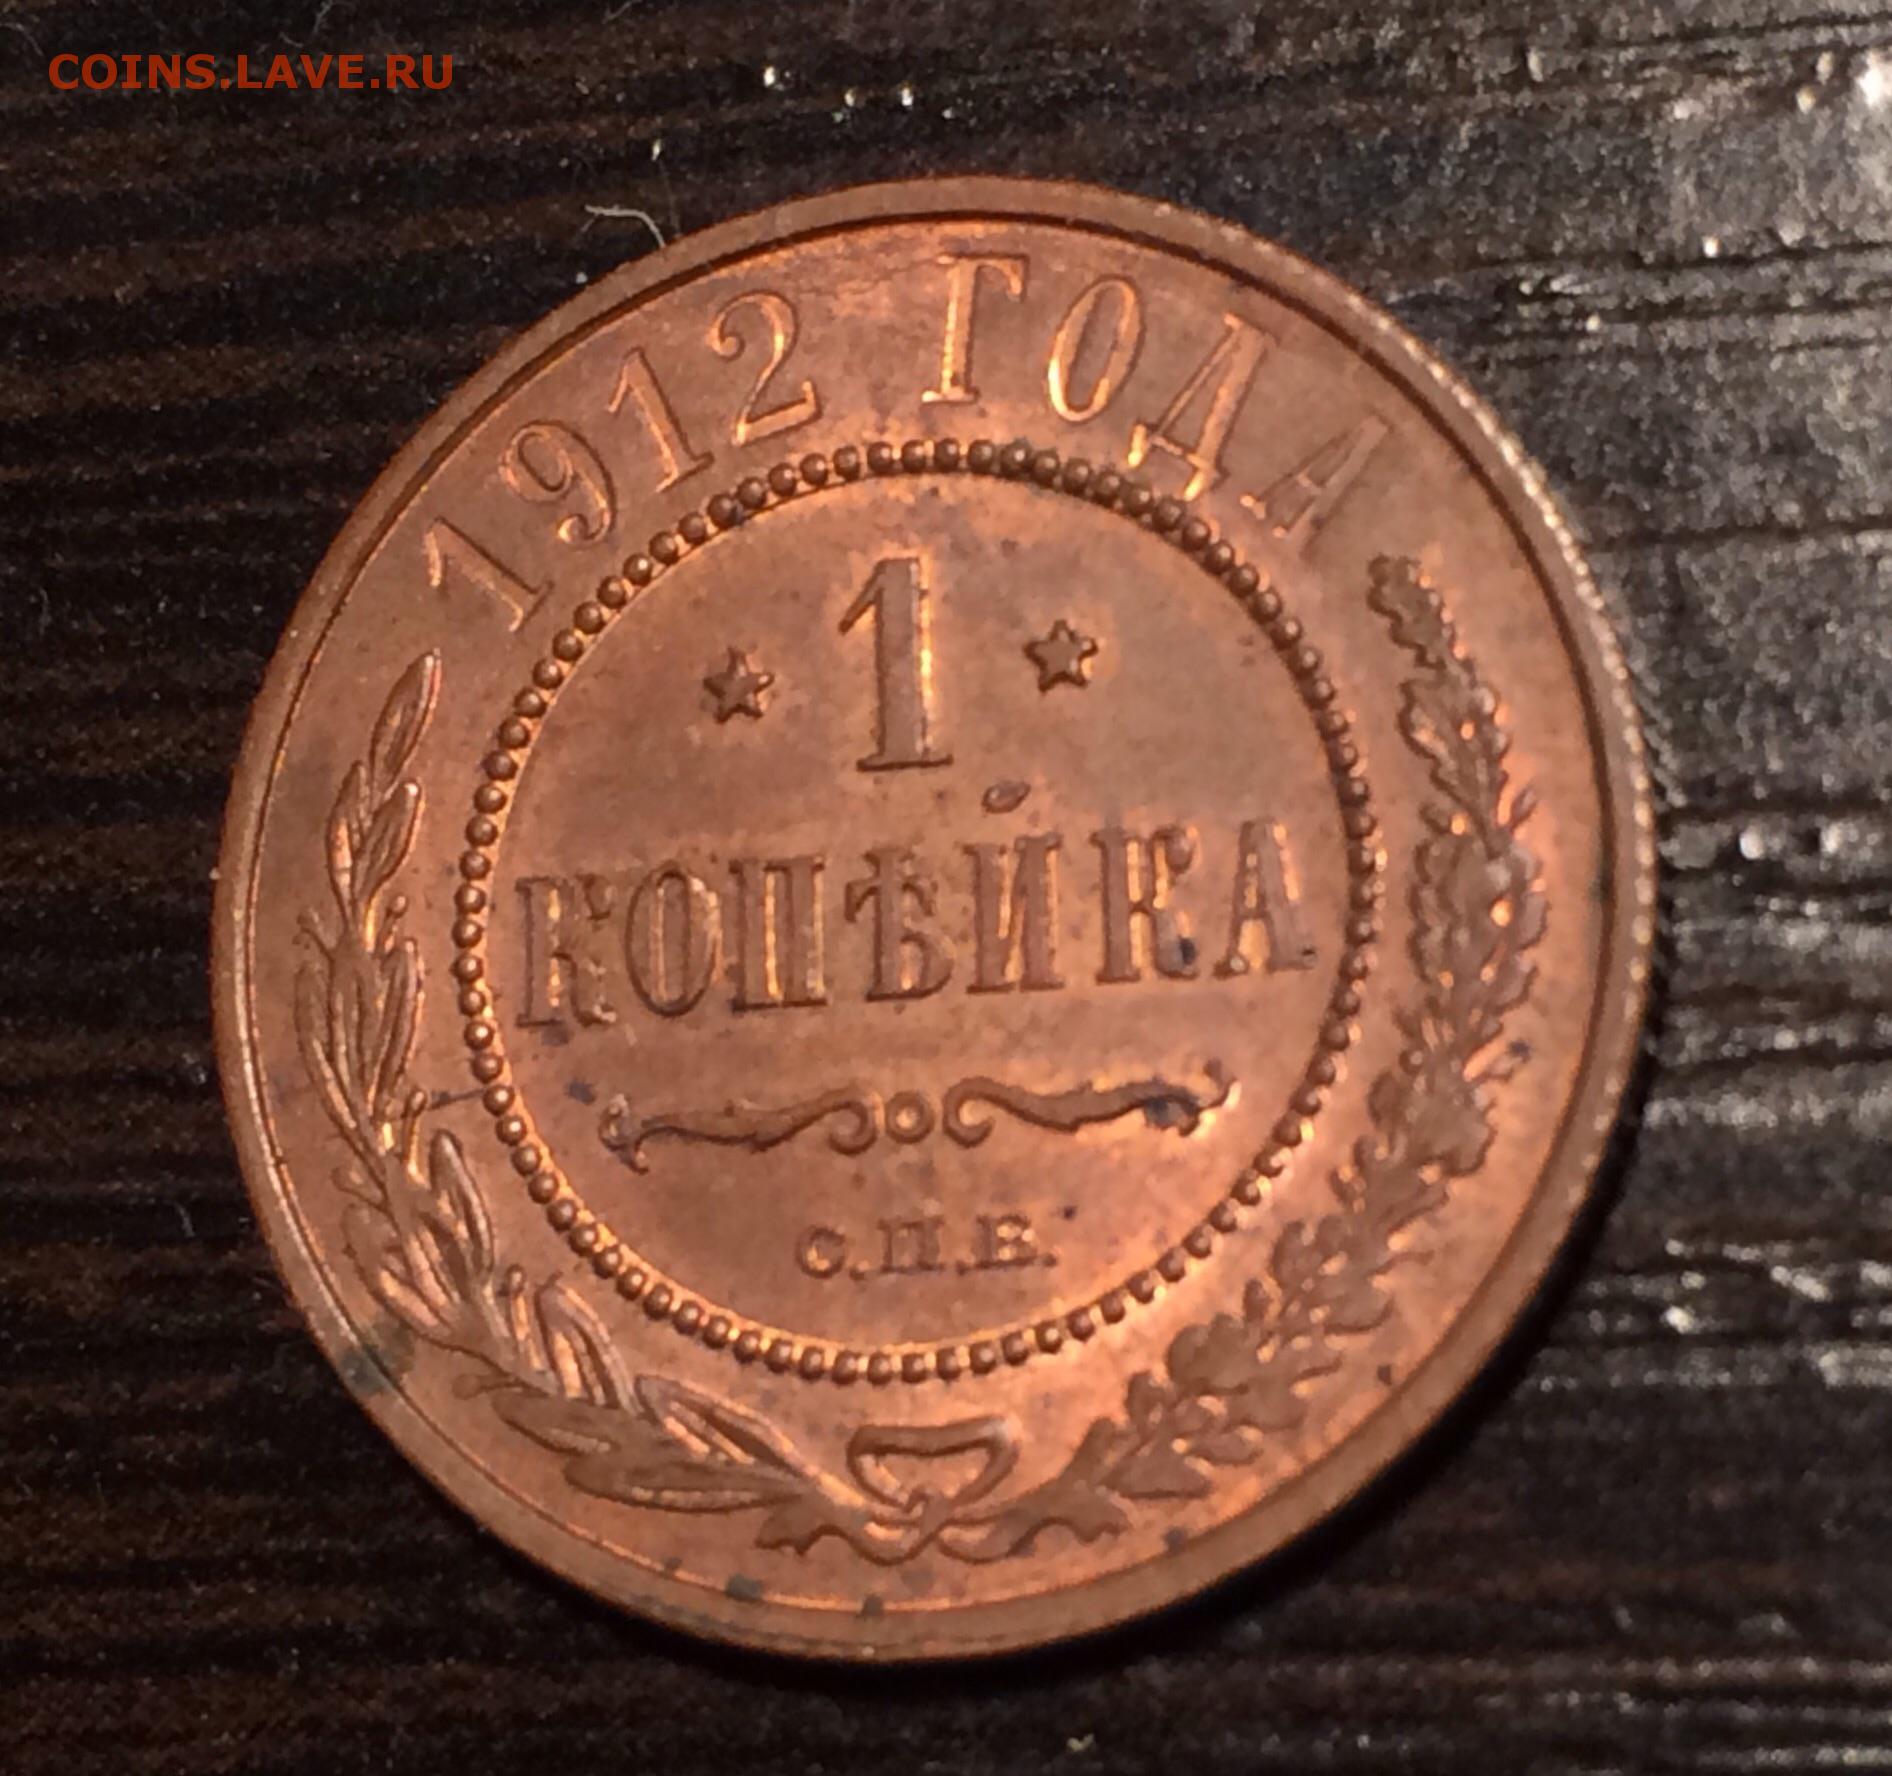 COINS.LAVE.RU
1912 ГОДА
1
КОПѢЙКА
С.П.Б.